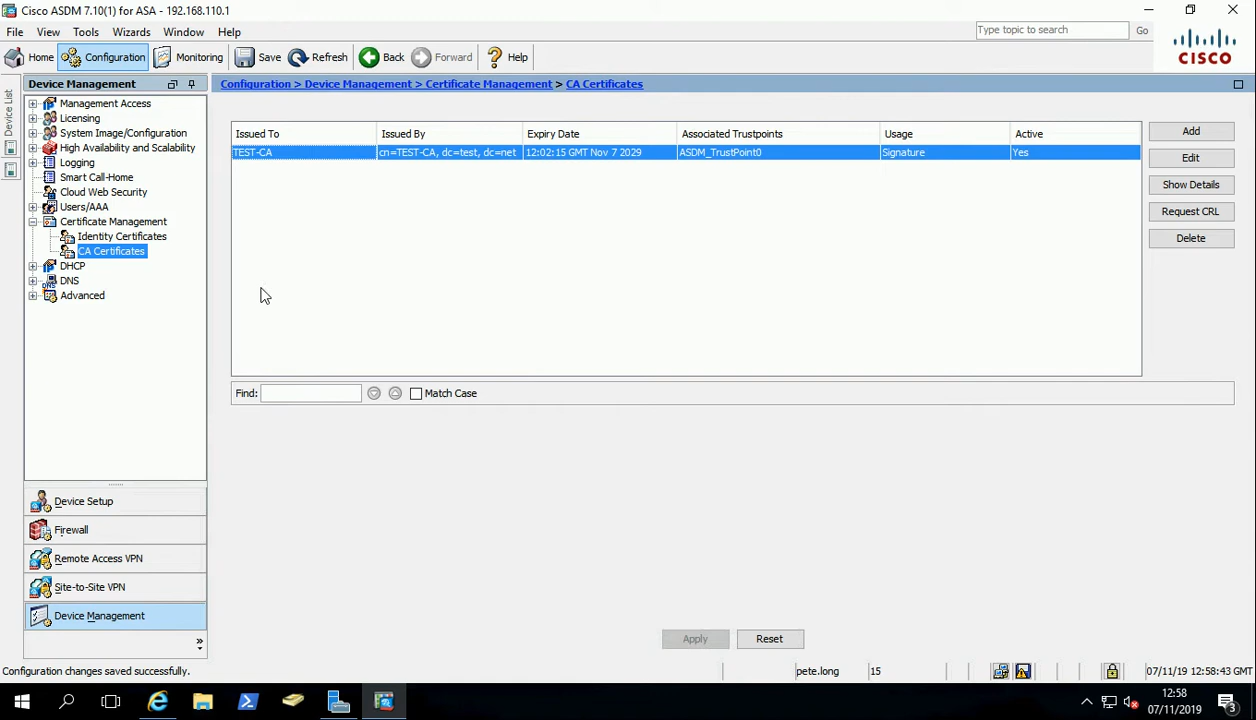 Cisco ASDM 7.10(1) for ASA - 192.168.110.1
File View Tools Wizards Window Help
Type topic to search Go
Home Configuration Monitoring Save Refresh Back Forward Help
CISCO
Device List
Device Management
Configuration > Device Management > Certificate Management > CA Certificates
Management Access
Licensing
System Image/Configuration
High Availability and Scalability
Logging
Smart Call-Home
Cloud Web Security
Users/AAA
Certificate Management
Identity Certificates
CA Certificates
DHCP
DNS
Advanced
Issued To Issued By Expiry Date Associated Trustpoints Usage Active
TEST-CA cn=TEST-CA, dc=test, dc=net 12:02:15 GMT Nov 7 2029 ASDM_TrustPoint0 Signature Yes
Add
Edit
Show Details
Request CRL
Delete
Find: Match Case
Device Setup
Firewall
Remote Access VPN
Site-to-Site VPN
Device Management
»
Apply Reset
Configuration changes saved successfully. pete.long 15 07/11/19 12:58:43 GMT
12:58
07/11/2019
3